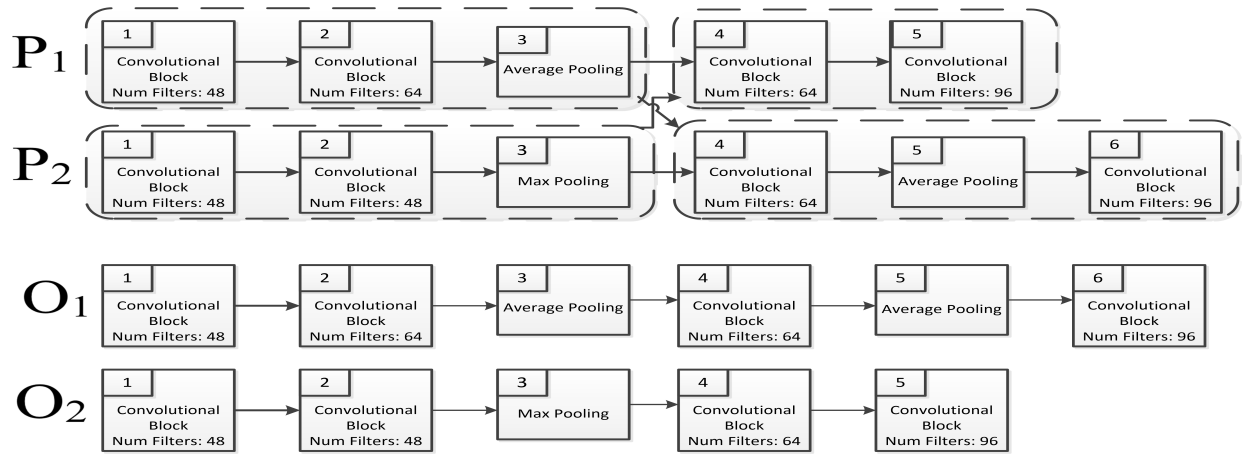 P1
1
Convolutional
Block
Num Filters: 48
2
Convolutional
Block
Num Filters: 64
3
Average Pooling
4
Convolutional
Block
Num Filters: 64
5
Convolutional
Block
Num Filters: 96
P2
1
Convolutional
Block
Num Filters: 48
2
Convolutional
Block
Num Filters: 48
3
Max Pooling
4
Convolutional
Block
Num Filters: 64
5
Average Pooling
6
Convolutional
Block
Num Filters: 96
O1
1
Convolutional
Block
Num Filters: 48
2
Convolutional
Block
Num Filters: 64
3
Average Pooling
4
Convolutional
Block
Num Filters: 64
5
Average Pooling
6
Convolutional
Block
Num Filters: 96
O2
1
Convolutional
Block
Num Filters: 48
2
Convolutional
Block
Num Filters: 48
3
Max Pooling
4
Convolutional
Block
Num Filters: 64
5
Convolutional
Block
Num Filters: 96